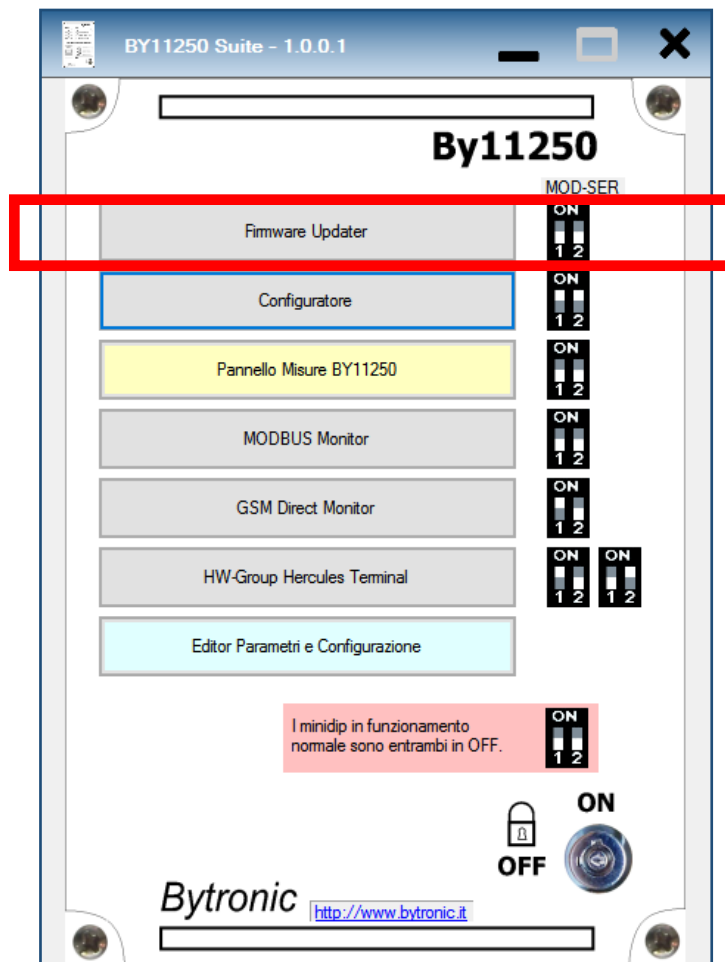 BY11250 Suite - 1.0.0.1
By11250
MOD-SER
Firmware Updater
ON
1 2
Configuratore
ON
1 2
Pannello Misure BY11250
ON
1 2
MODBUS Monitor
ON
1 2
GSM Direct Monitor
ON
1 2
HW-Group Hercules Terminal
ON ON
1 2 1 2
Editor Parametri e Configurazione
I minidip in funzionamento
normale sono entrambi in OFF.
ON
1 2
ON
OFF
Bytronic http://www.bytronic.it